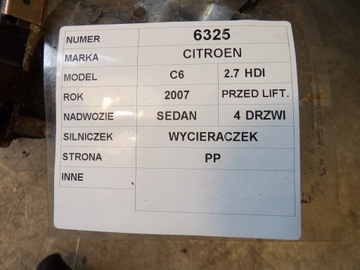 NUMER 6325
MARKA CITROEN
MODEL C6 2.7 HDI
ROK 2007 PRZED LIFT.
NADWOZIE SEDAN 4 DRZWI
SILNICZEK WYCIERACZEK
STRONA PP
INNE